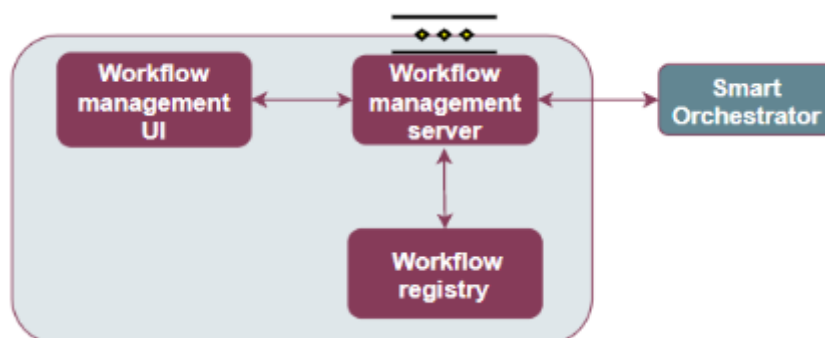 Workflow
management
UI
Workflow
management
server
Smart
Orchestrator
Workflow
registry